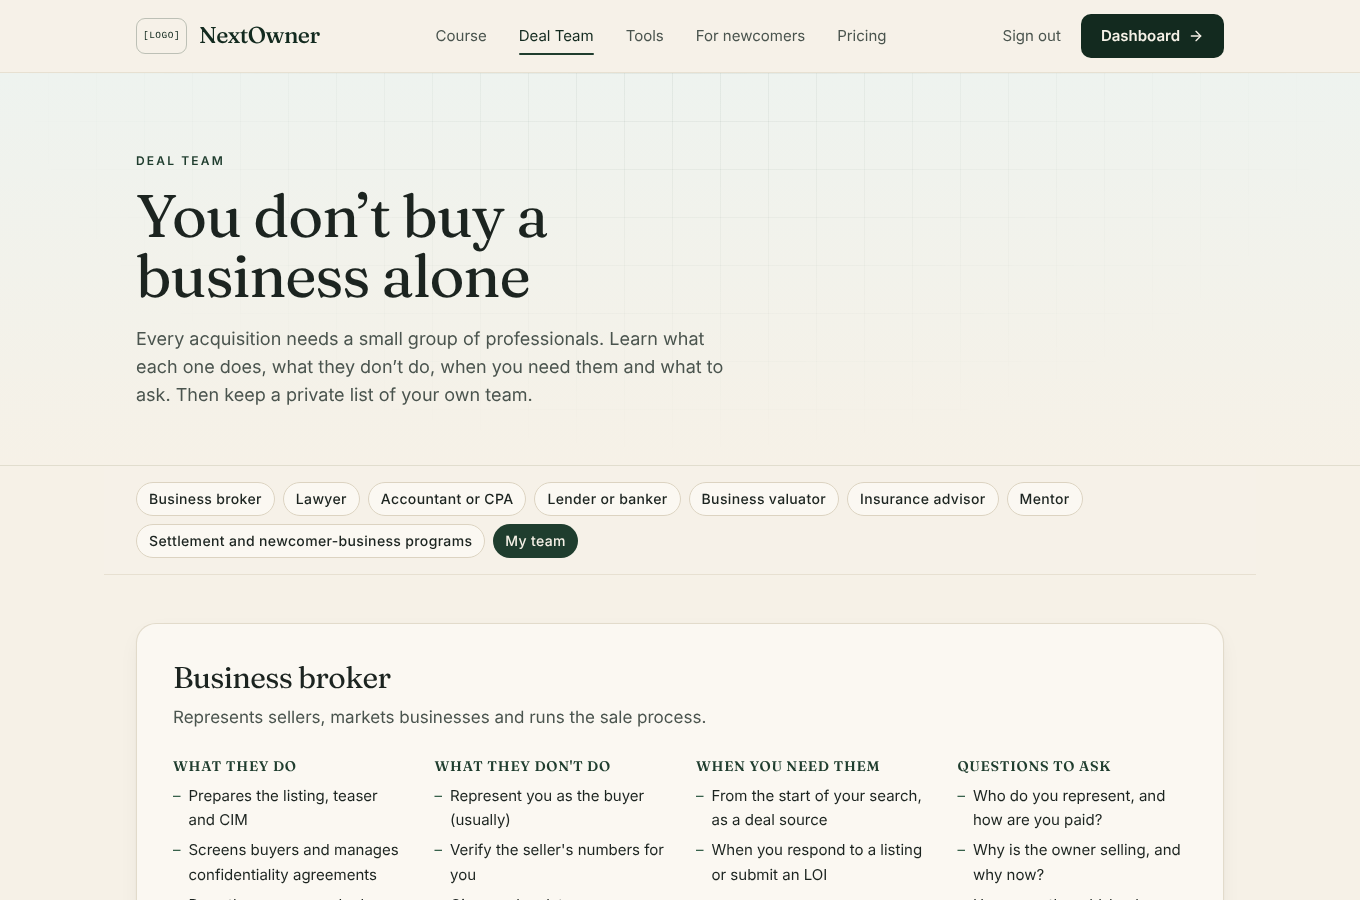 [LOGO] NextOwner Course Deal Team Tools For newcomers Pricing Sign out Dashboard →
DEAL TEAM
You don’t buy a
business alone
Every acquisition needs a small group of professionals. Learn what
each one does, what they don’t do, when you need them and what to
ask. Then keep a private list of your own team.
Business broker Lawyer Accountant or CPA Lender or banker Business valuator Insurance advisor Mentor
Settlement and newcomer-business programs My team
Business broker
Represents sellers, markets businesses and runs the sale process.
WHAT THEY DO
– Prepares the listing, teaser
and CIM
– Screens buyers and manages
confidentiality agreements
WHAT THEY DON'T DO
– Represent you as the buyer
(usually)
– Verify the seller's numbers for
you
WHEN YOU NEED THEM
– From the start of your search,
as a deal source
– When you respond to a listing
or submit an LOI
QUESTIONS TO ASK
– Who do you represent, and
how are you paid?
– Why is the owner selling, and
why now?